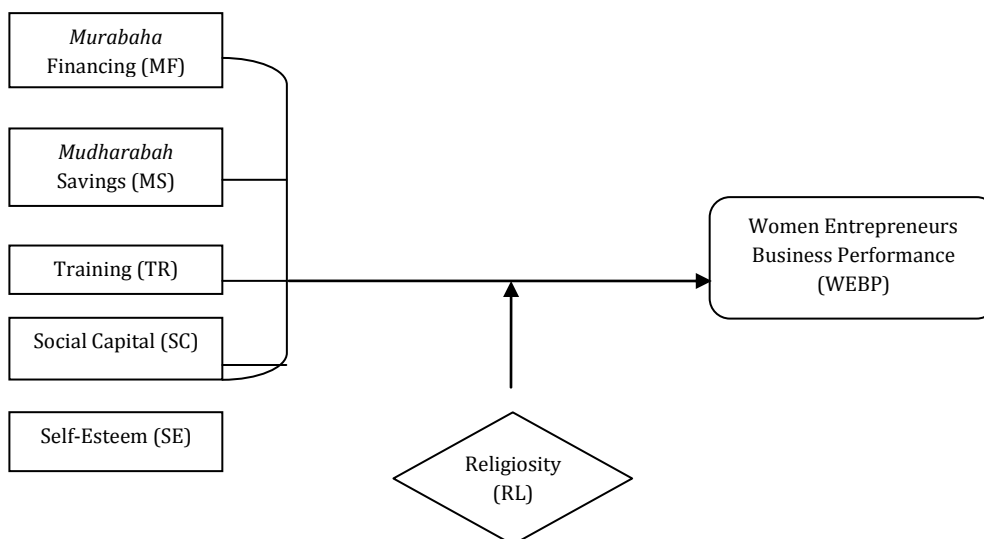 Murabaha
Financing (MF)
Mudharabah
Savings (MS)
Training (TR)
Social Capital (SC)
Self-Esteem (SE)
Women Entrepreneurs
Business Performance
(WEBP)
Religiosity
(RL)